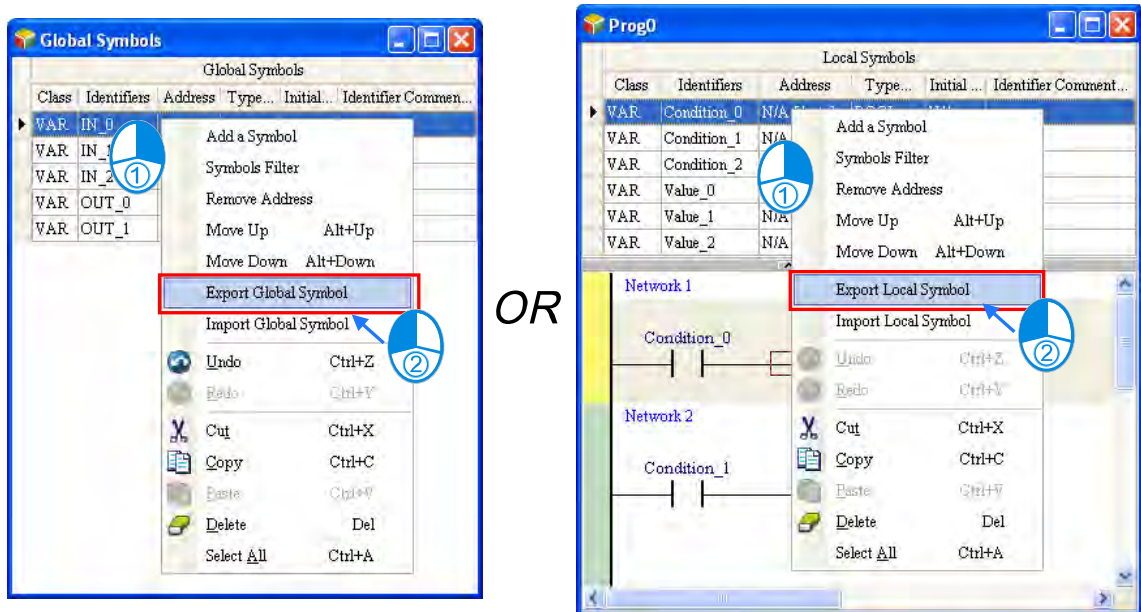 Global Symbols
Global Symbols
Class Identifiers Address Type... Initial... Identifier Commen...
VAR IN_0
VAR IN_1
VAR IN_2
VAR OUT_0
VAR OUT_1
①
Add a Symbol
Symbols Filter
Remove Address
Move Up Alt+Up
Move Down Alt+Down
Export Global Symbol
Import Global Symbol
②
Undo Ctrl+Z
Redo Ctrl+Y
Cut Ctrl+X
Copy Ctrl+C
Paste Ctrl+V
Delete Del
Select All Ctrl+A
OR
Prog0
Local Symbols
Class Identifiers Address Type... Initial ... Identifier Comment...
VAR Condition_0 N/A
VAR Condition_1 N/A
VAR Condition_2
VAR Value_0
VAR Value_1 N/A
VAR Value_2 N/A
①
Add a Symbol
Symbols Filter
Remove Address
Move Up Alt+Up
Move Down Alt+Down
Export Local Symbol
Import Local Symbol
②
Undo Ctrl+Z
Redo Ctrl+Y
Cut Ctrl+X
Copy Ctrl+C
Paste Ctrl+V
Delete Del
Select All Ctrl+A
Network 1
Condition_0
Network 2
Condition_1